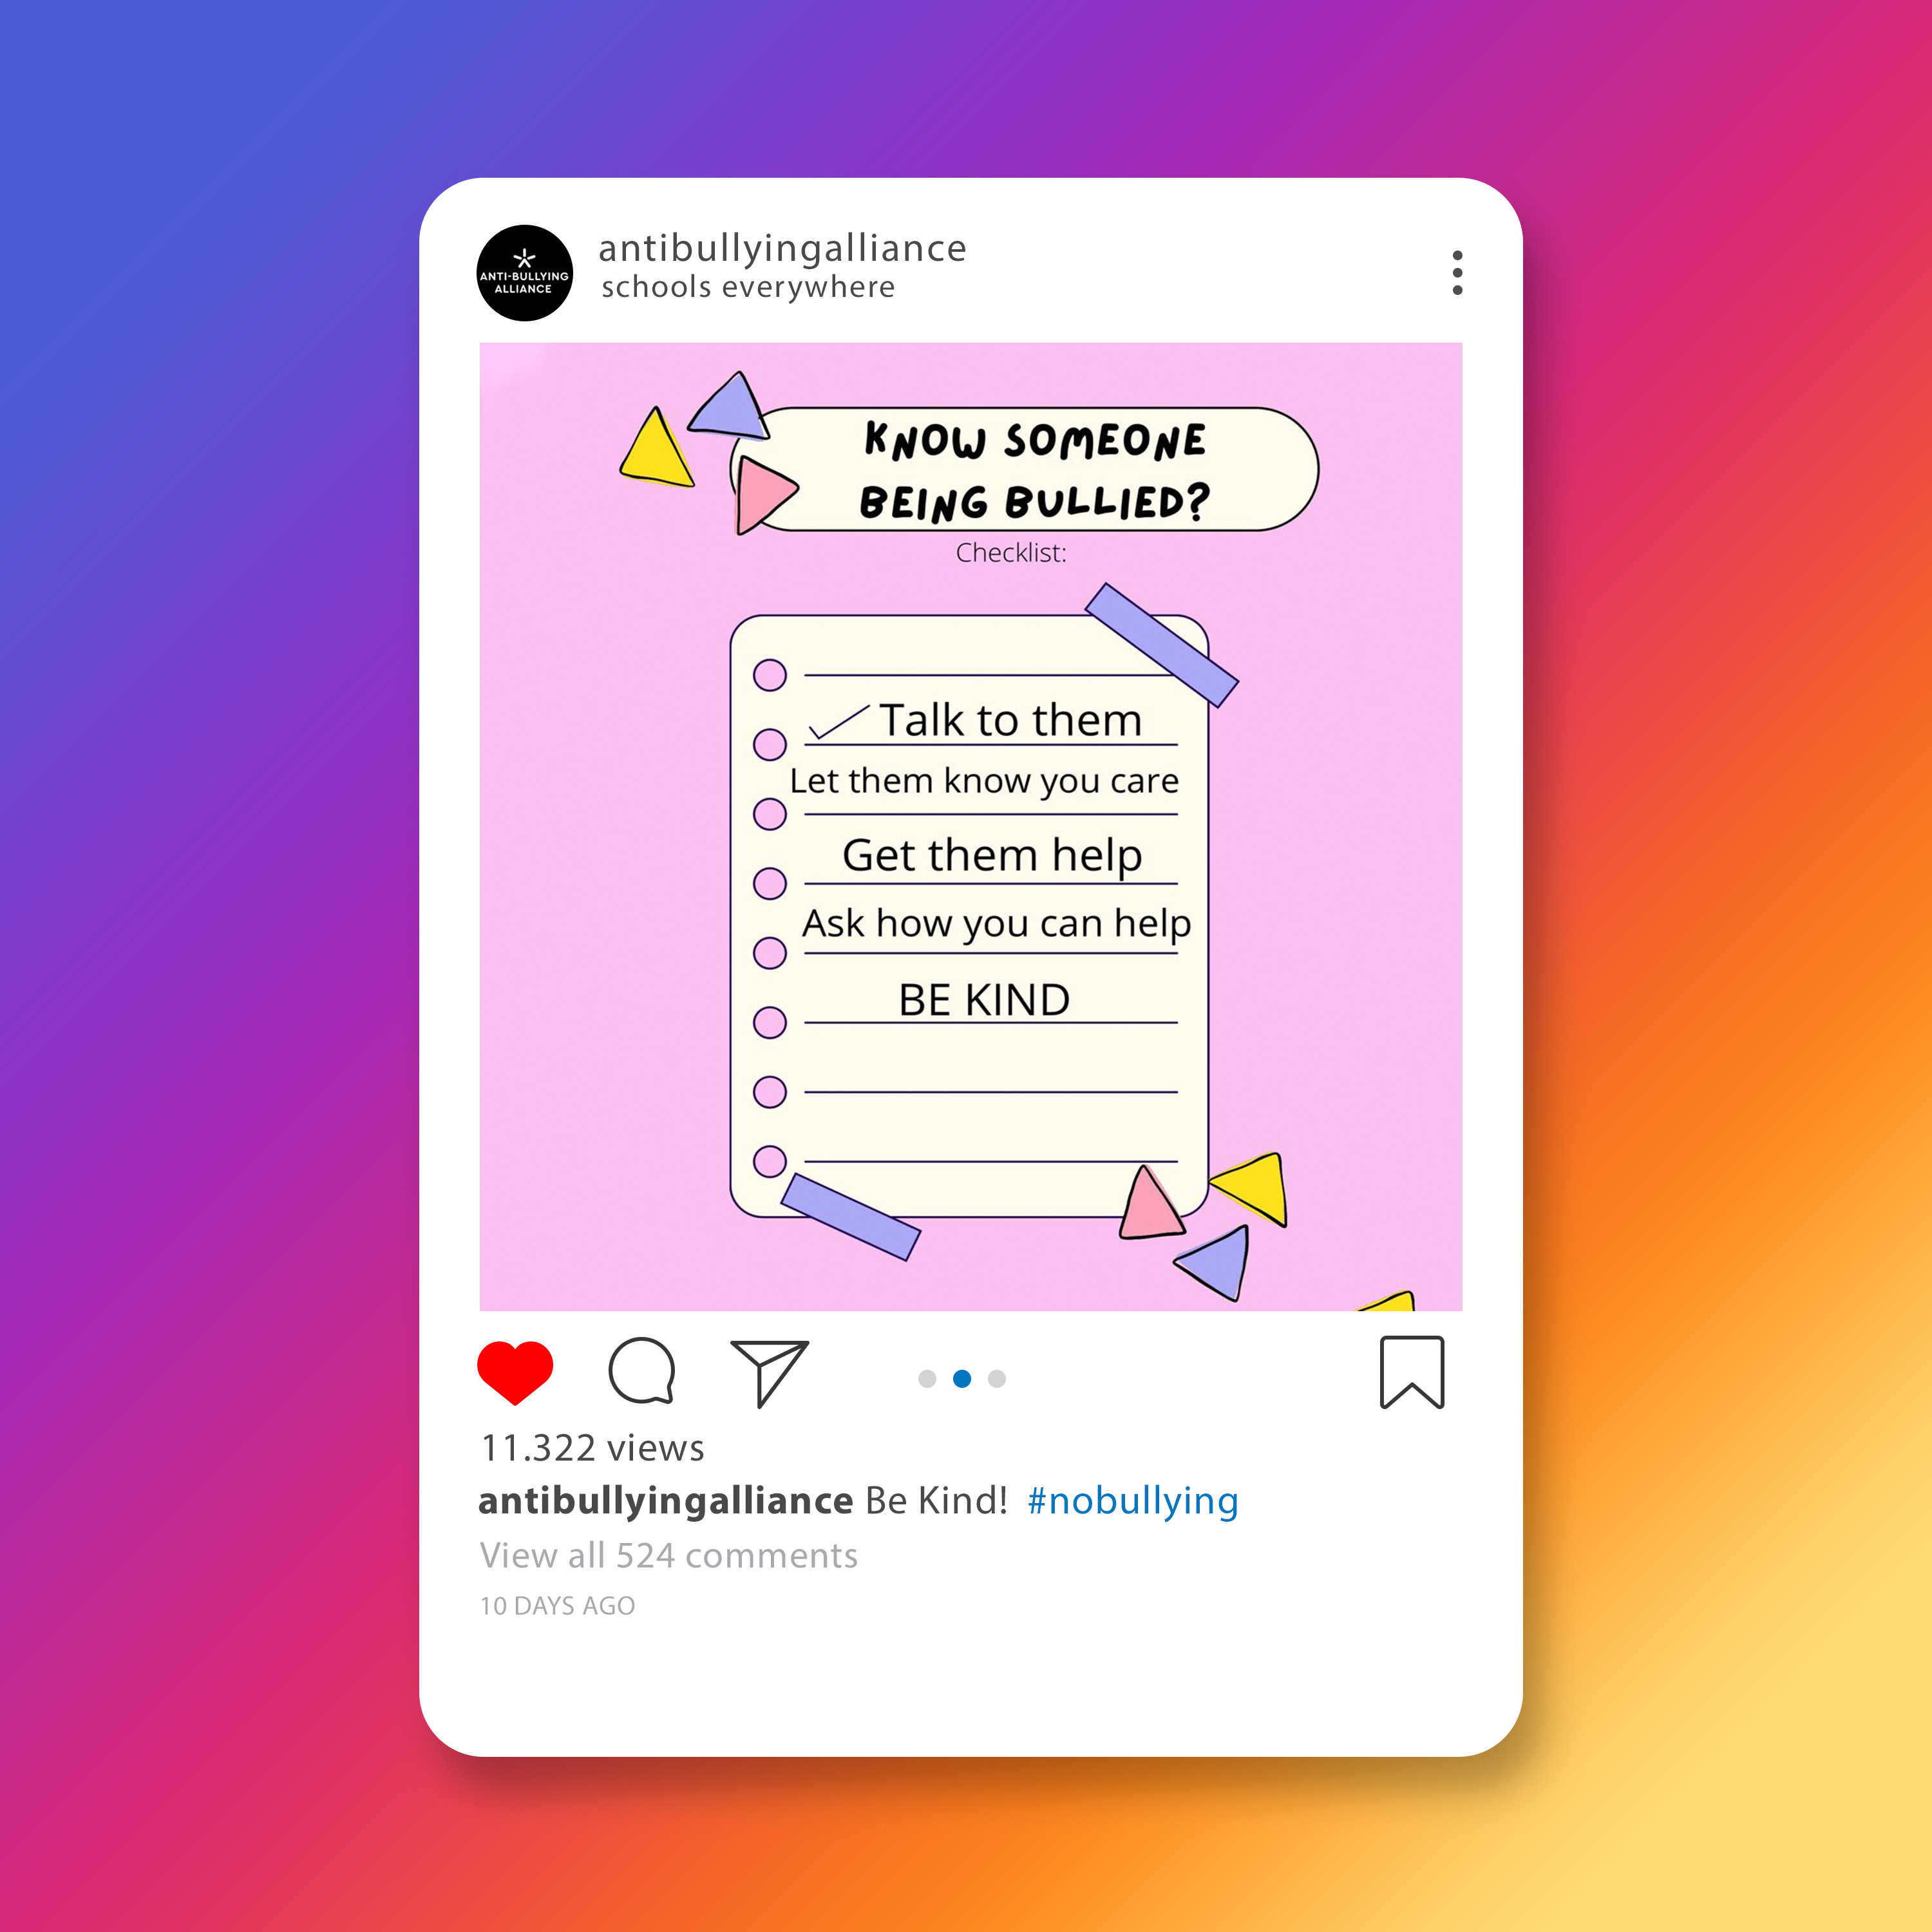 ANTI-BULLYING
ALLIANCE
antibullyingalliance
schools everywhere
KNOW SOMEONE
BEING BULLIED?
Checklist:
Talk to them
Let them know you care
Get them help
Ask how you can help
BE KIND
11.322 views
antibullyingalliance Be Kind! #nobullying
View all 524 comments
10 DAYS AGO